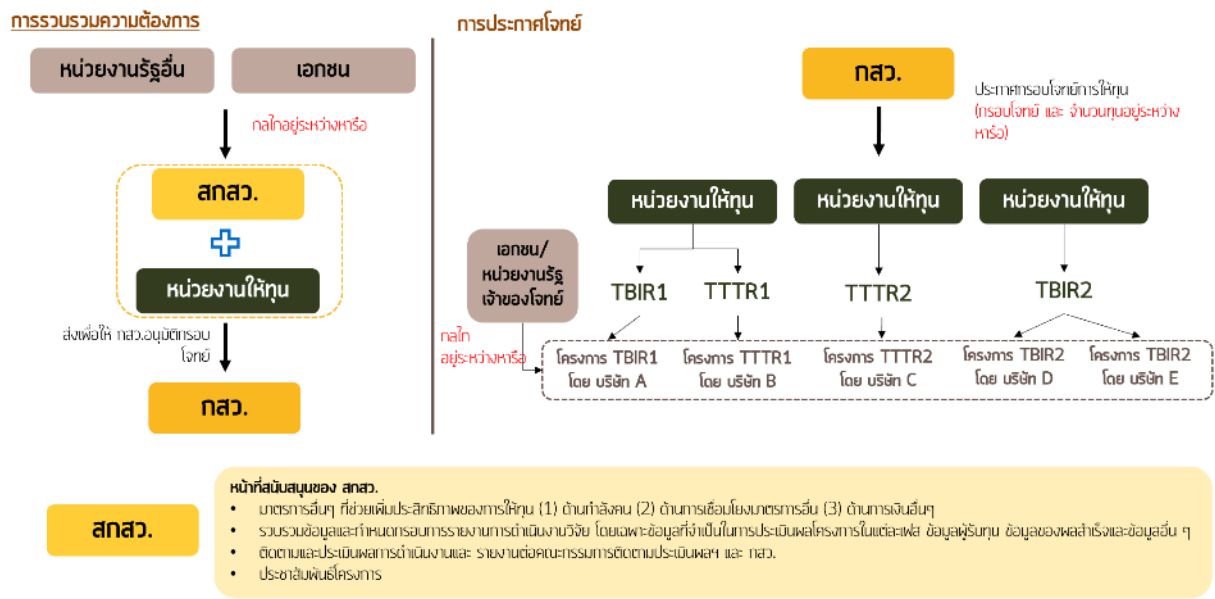 การรวบรวมความต้องการ
หน่วยงานรัฐอื่น
เอกชน
กลไกอยู่ระหว่างหารือ
สกสว.
หน่วยงานให้ทุน
ส่งเพื่อให้ กสว.อนุมัติกรอบ
โจทย์
กสว.
การประกาศโจทย์
กสว.
ประกาศกรอบโจทย์การให้ทุน
(กรอบโจทย์ และ จำนวนทุนอยู่ระหว่าง
หารือ)
หน่วยงานให้ทุน
หน่วยงานให้ทุน
หน่วยงานให้ทุน
เอกชน/
หน่วยงานรัฐ
เจ้าของโจทย์
TBIR1
TTTR1
TTTR2
TBIR2
กลไก
อยู่ระหว่างหารือ
โครงการ TBIR1
โดย บริษัท A
โครงการ TTTR1
โดย บริษัท B
โครงการ TTTR2
โดย บริษัท C
โครงการ TBIR2
โดย บริษัท D
โครงการ TBIR2
โดย บริษัท E
สกสว.
หน้าที่สนับสนุนของ สกสว.
• มาตรการอื่นๆ ที่ช่วยเพิ่มประสิทธิภาพของการให้ทุน (1) ด้านกำลังคน (2) ด้านการเชื่อมโยงมาตรการอื่น (3) ด้านการเงินอื่นๆ
• รวบรวมข้อมูลและกำหนดกรอบการรายงานการดำเนินงานวิจัย โดยเฉพาะข้อมูลที่จำเป็นในการประเมินผลโครงการในแต่ละเฟส ข้อมูลผู้รับทุน ข้อมูลของผลสำเร็จและข้อมูลอื่น ๆ
• ติดตามและประเมินผลการดำเนินงานและ รายงานต่อคณะกรรมการติดตามประเมินผลฯ และ กสว.
• ประชาสัมพันธ์โครงการ